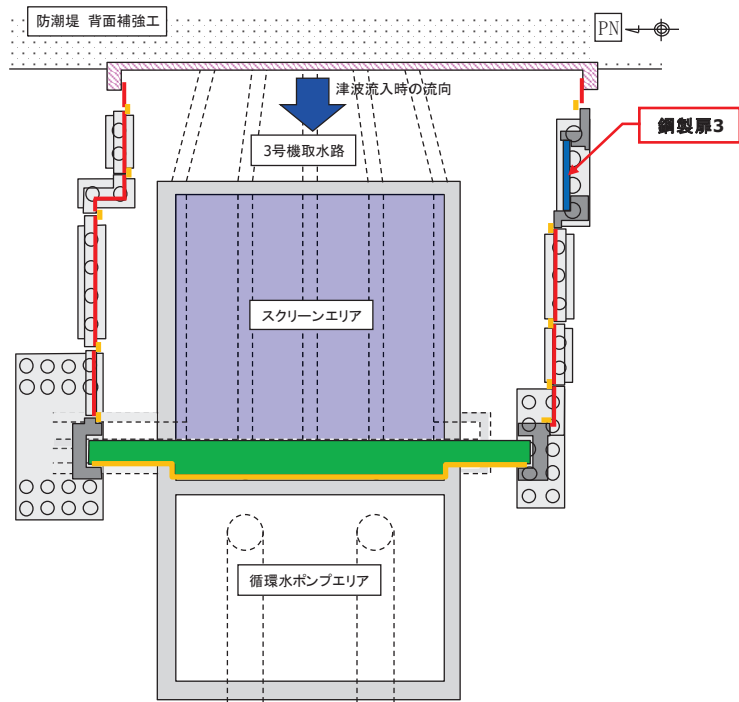 防潮堤 背面補強工
PN
津波流入時の流向
3号機取水路
鋼製扉3
スクリーンエリア
循環水ポンプエリア